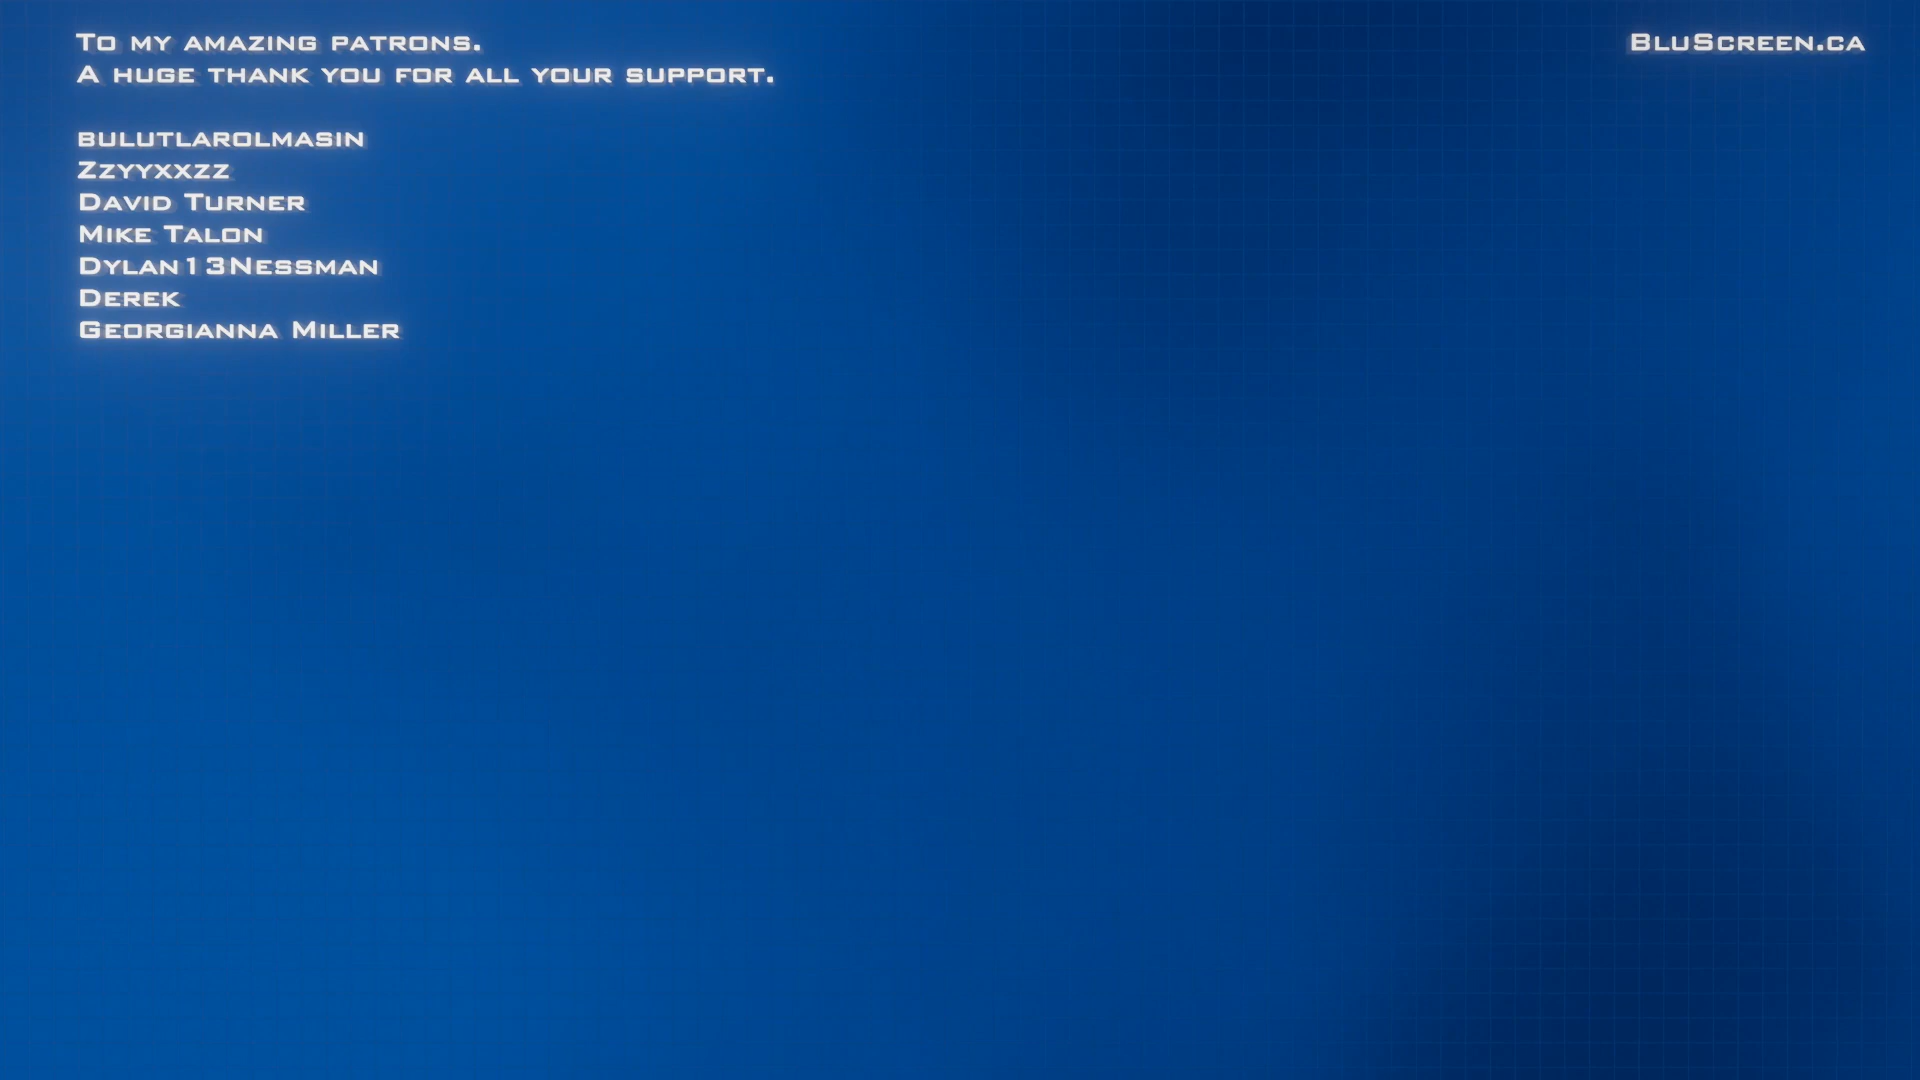 To my amazing patrons.
A huge thank you for all your support.
BluScreen.ca
bulutlarolmasin
Zzyyxxzz
David Turner
Mike Talon
Dylan13Nessman
Derek
Georgianna Miller